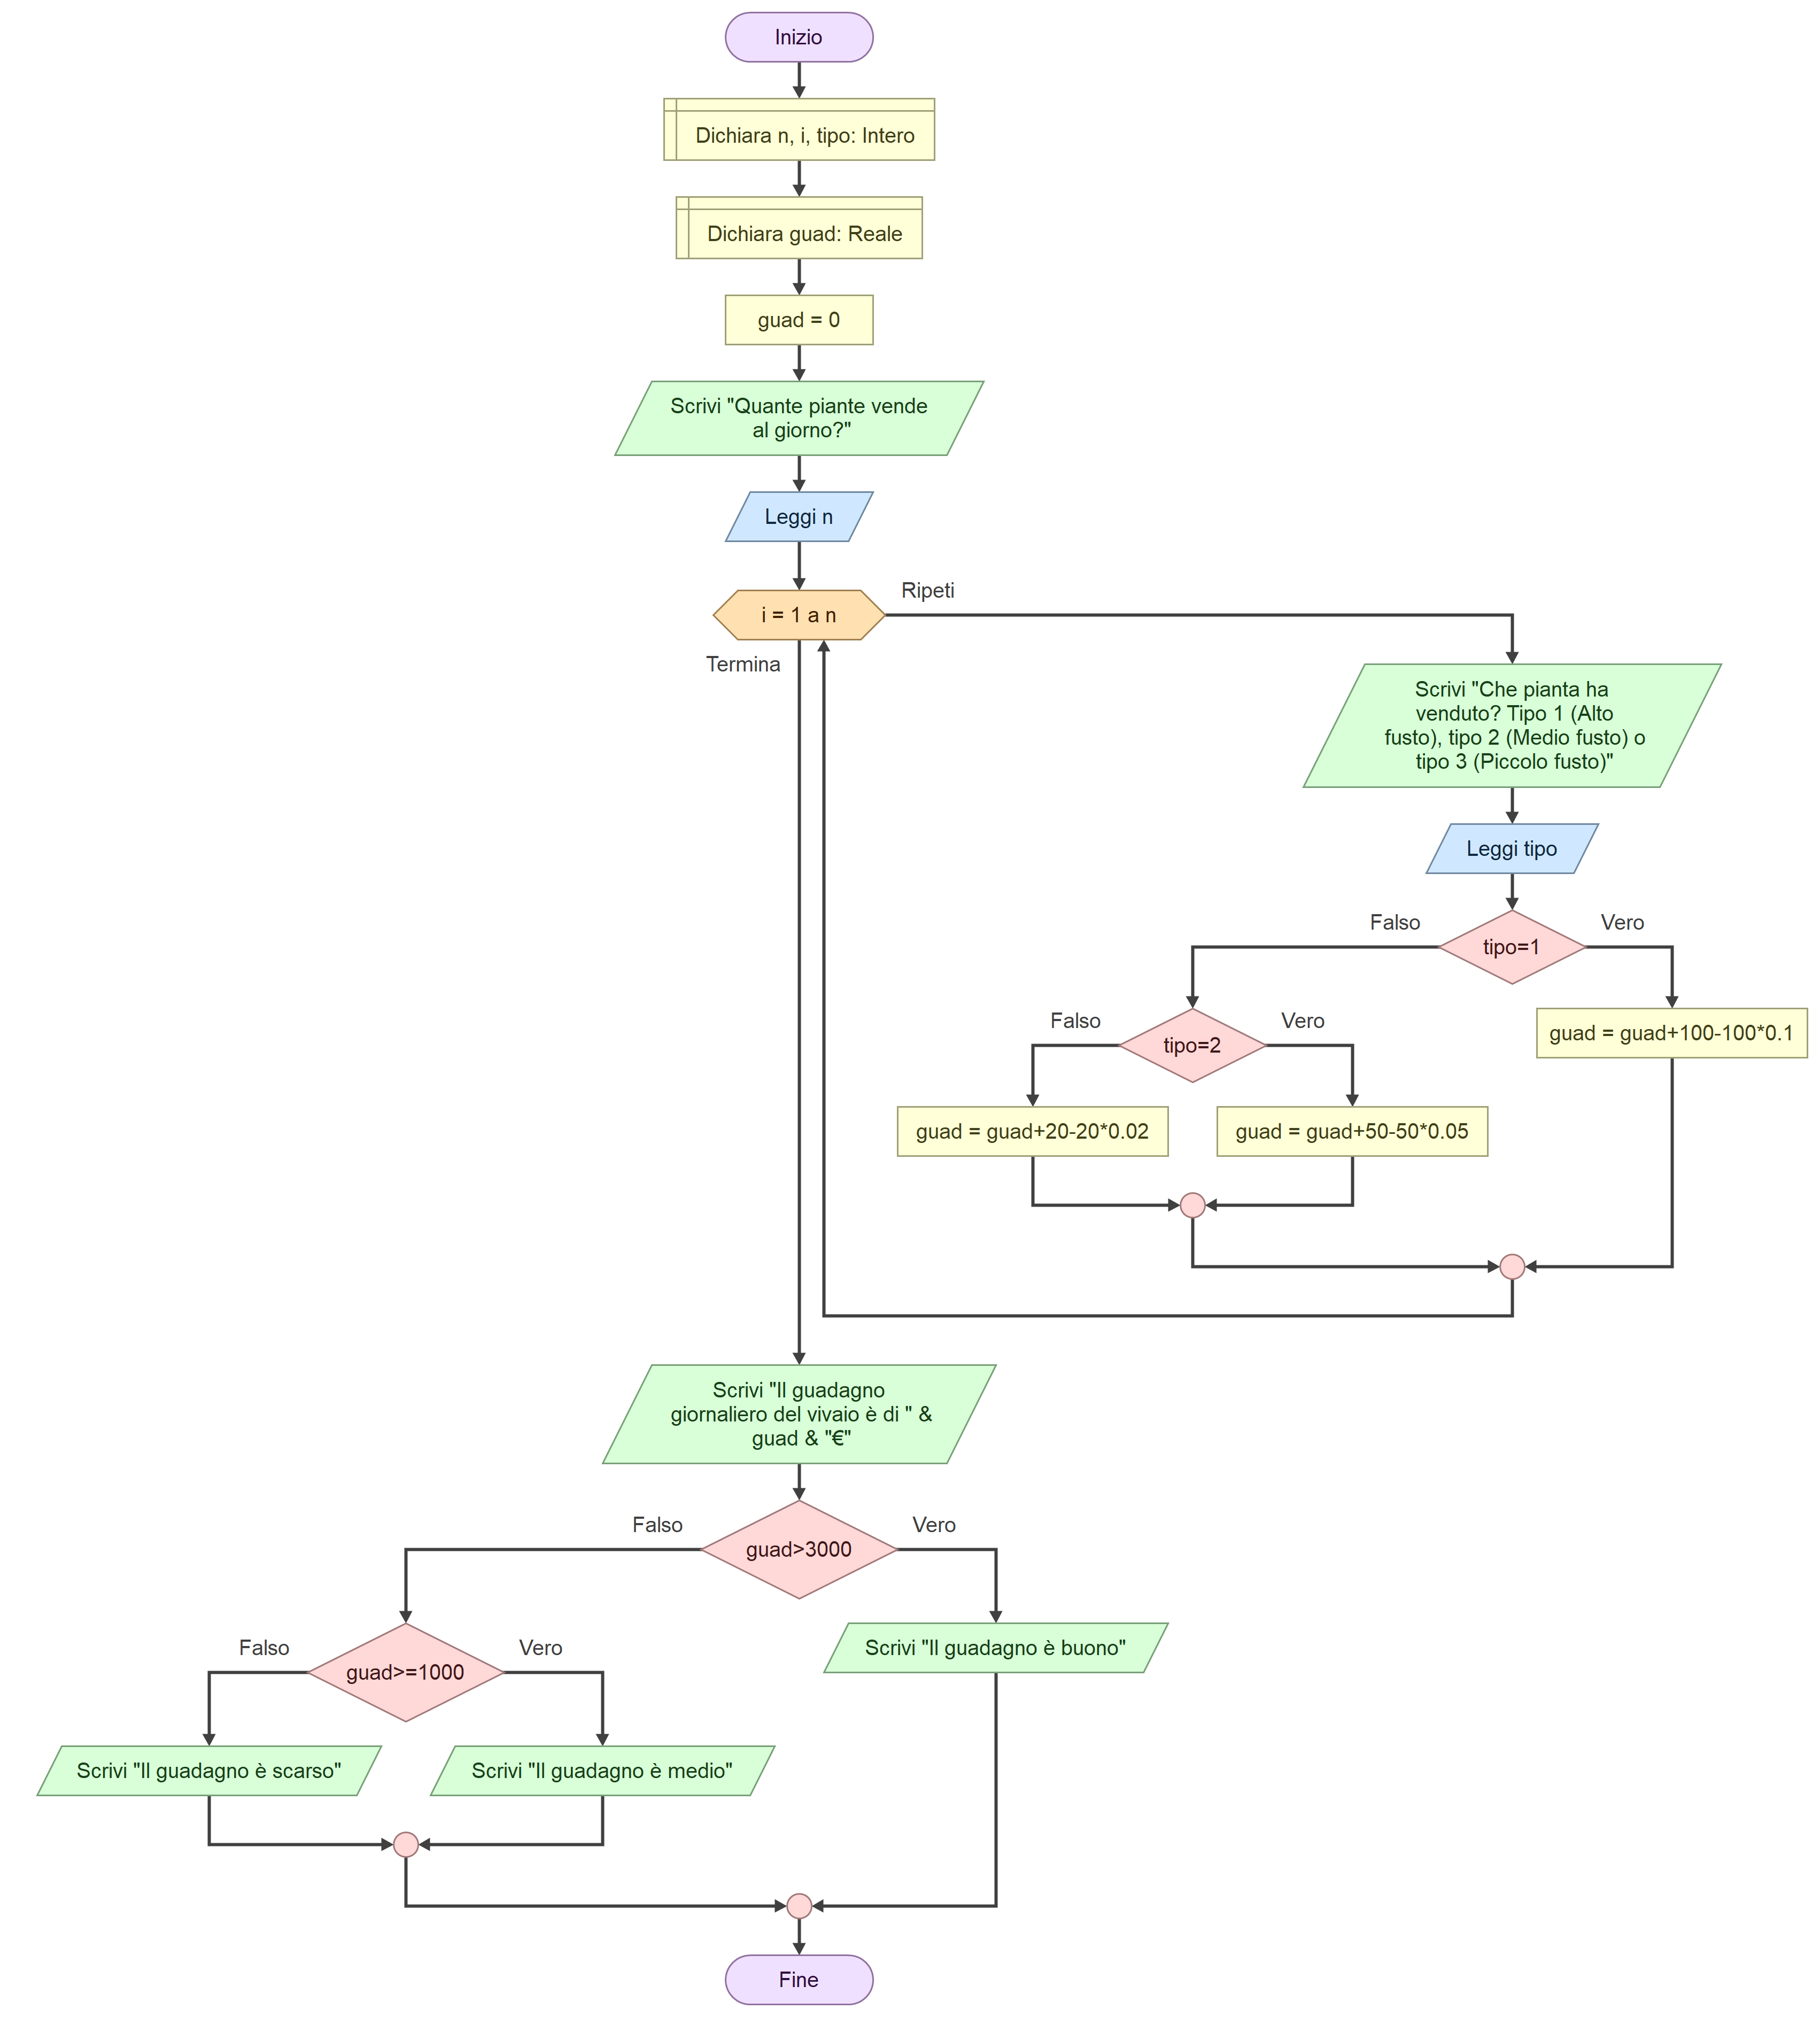 Inizio
Dichiara n, i, tipo: Intero
Dichiara guad: Reale
guad = 0
Scrivi "Quante piante vende
al giorno?"
Leggi n
i = 1 a n
Ripeti
Termina
Scrivi "Che pianta ha
venduto? Tipo 1 (Alto
fusto), tipo 2 (Medio fusto) o
tipo 3 (Piccolo fusto)"
Leggi tipo
Falso
Vero
tipo=1
Falso
Vero
tipo=2
guad = guad+100-100*0.1
guad = guad+20-20*0.02
guad = guad+50-50*0.05
Scrivi "Il guadagno
giornaliero del vivaio è di " &
guad & "€"
Falso
Vero
guad>3000
Falso
Vero
guad>=1000
Scrivi "Il guadagno è buono"
Scrivi "Il guadagno è scarso"
Scrivi "Il guadagno è medio"
Fine